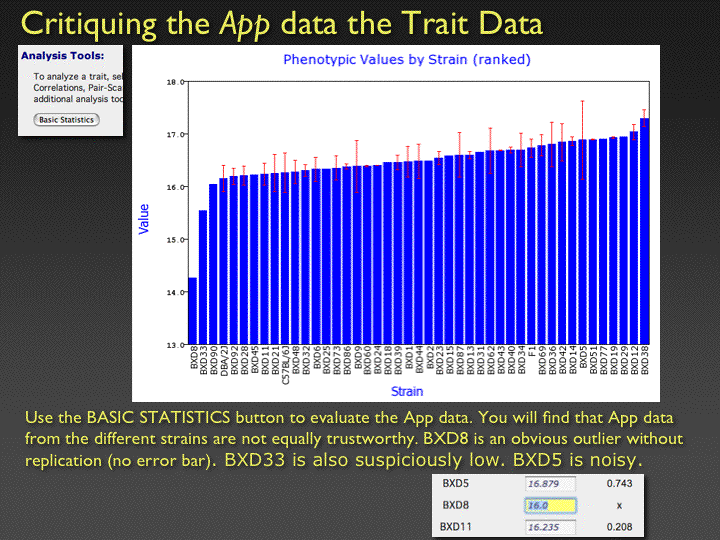 Critiquing the App data the Trait Data
Analysis Tools:
To analyze a trait, sel
Correlations, Pair-Sca
additional analysis too
Basic Statistics
Phenotypic Values by Strain (ranked)
18.0
17.0
16.0
15.0
14.0
13.0
Value
BXD8
BXD33
BXD90
DBA/2J
BXD92
BXD28
BXD45
BXD11
BXD21
C57BL/6J
BXD48
BXD32
BXD6
BXD25
BXD73
BXD86
BXD9
BXD60
BXD24
BXD18
BXD39
BXD1
BXD44
BXD2
BXD23
BXD15
BXD87
BXD13
BXD31
BXD62
BXD43
BXD40
BXD34
F1
BXD69
BXD36
BXD42
BXD14
BXD5
BXD51
BXD77
BXD19
BXD29
BXD12
BXD38
Strain
Use the BASIC STATISTICS button to evaluate the App data. You will find that App data
from the different strains are not equally trustworthy. BXD8 is an obvious outlier without
replication (no error bar). BXD33 is also suspiciously low. BXD5 is noisy.
BXD5 16.879 0.743
BXD8 16.0 x
BXD11 16.235 0.208